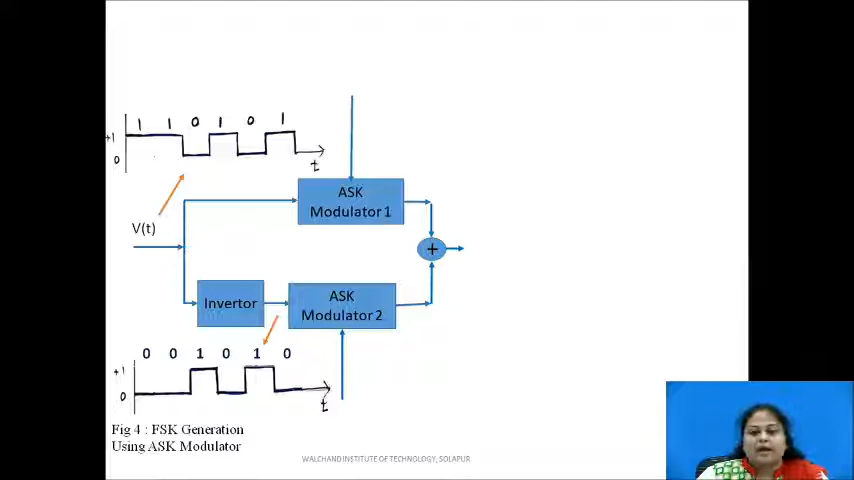 1 1 0 1 0 1
+1
0
t
ASK
Modulator 1
V(t)
+
Invertor
ASK
Modulator 2
0 0 1 0 1 0
+1
0
t
Fig 4 : FSK Generation
Using ASK Modulator
WALCHAND INSTITUTE OF TECHNOLOGY, SOLAPUR